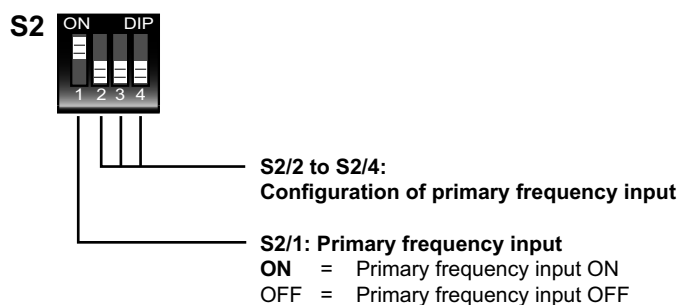 S2
ON DIP
1 2 3 4
S2/2 to S2/4:
Configuration of primary frequency input
S2/1: Primary frequency input
ON = Primary frequency input ON
OFF = Primary frequency input OFF